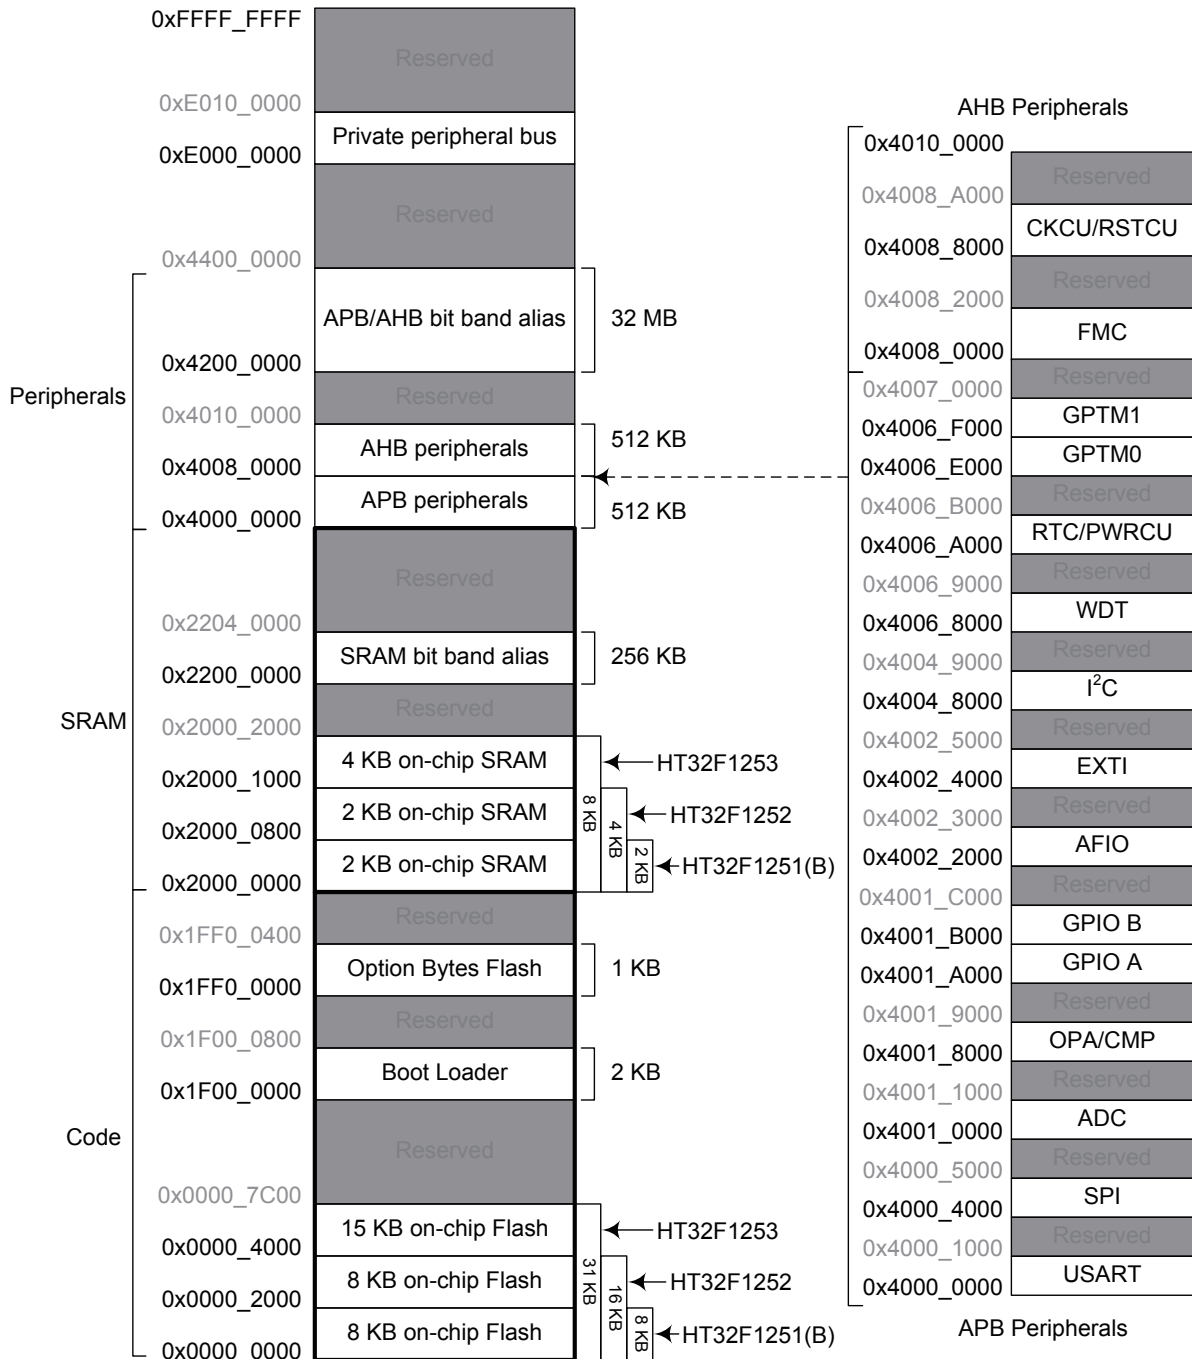 0xFFFF_FFFF
Reserved
0xE010_0000
Private peripheral bus
0xE000_0000
Reserved
0x4400_0000
APB/AHB bit band alias
32 MB
0x4200_0000
Peripherals
Reserved
0x4010_0000
AHB peripherals
512 KB
0x4008_0000
APB peripherals
512 KB
0x4000_0000
Reserved
0x2204_0000
SRAM bit band alias
256 KB
0x2200_0000
SRAM
Reserved
0x2000_2000
4 KB on-chip SRAM
HT32F1253
0x2000_1000
2 KB on-chip SRAM
HT32F1252
0x2000_0800
2 KB on-chip SRAM
HT32F1251(B)
8 KB
4 KB
2 KB
0x2000_0000
Reserved
0x1FF0_0400
Option Bytes Flash
1 KB
0x1FF0_0000
Reserved
0x1F00_0800
Boot Loader
2 KB
0x1F00_0000
Code
Reserved
0x0000_7C00
15 KB on-chip Flash
HT32F1253
0x0000_4000
8 KB on-chip Flash
HT32F1252
0x0000_2000
8 KB on-chip Flash
HT32F1251(B)
31 KB
16 KB
8 KB
0x0000_0000
AHB Peripherals
0x4010_0000
Reserved
0x4008_A000
CKCU/RSTCU
0x4008_8000
Reserved
0x4008_2000
FMC
0x4008_0000
Reserved
0x4007_0000
GPTM1
0x4006_F000
GPTM0
0x4006_E000
Reserved
0x4006_B000
RTC/PWRCU
0x4006_A000
Reserved
0x4006_9000
WDT
0x4006_8000
Reserved
0x4004_9000
I²C
0x4004_8000
Reserved
0x4002_5000
EXTI
0x4002_4000
Reserved
0x4002_3000
AFIO
0x4002_2000
Reserved
0x4001_C000
GPIO B
0x4001_B000
GPIO A
0x4001_A000
Reserved
0x4001_9000
OPA/CMP
0x4001_8000
Reserved
0x4001_1000
ADC
0x4001_0000
Reserved
0x4000_5000
SPI
0x4000_4000
Reserved
0x4000_1000
USART
0x4000_0000
APB Peripherals